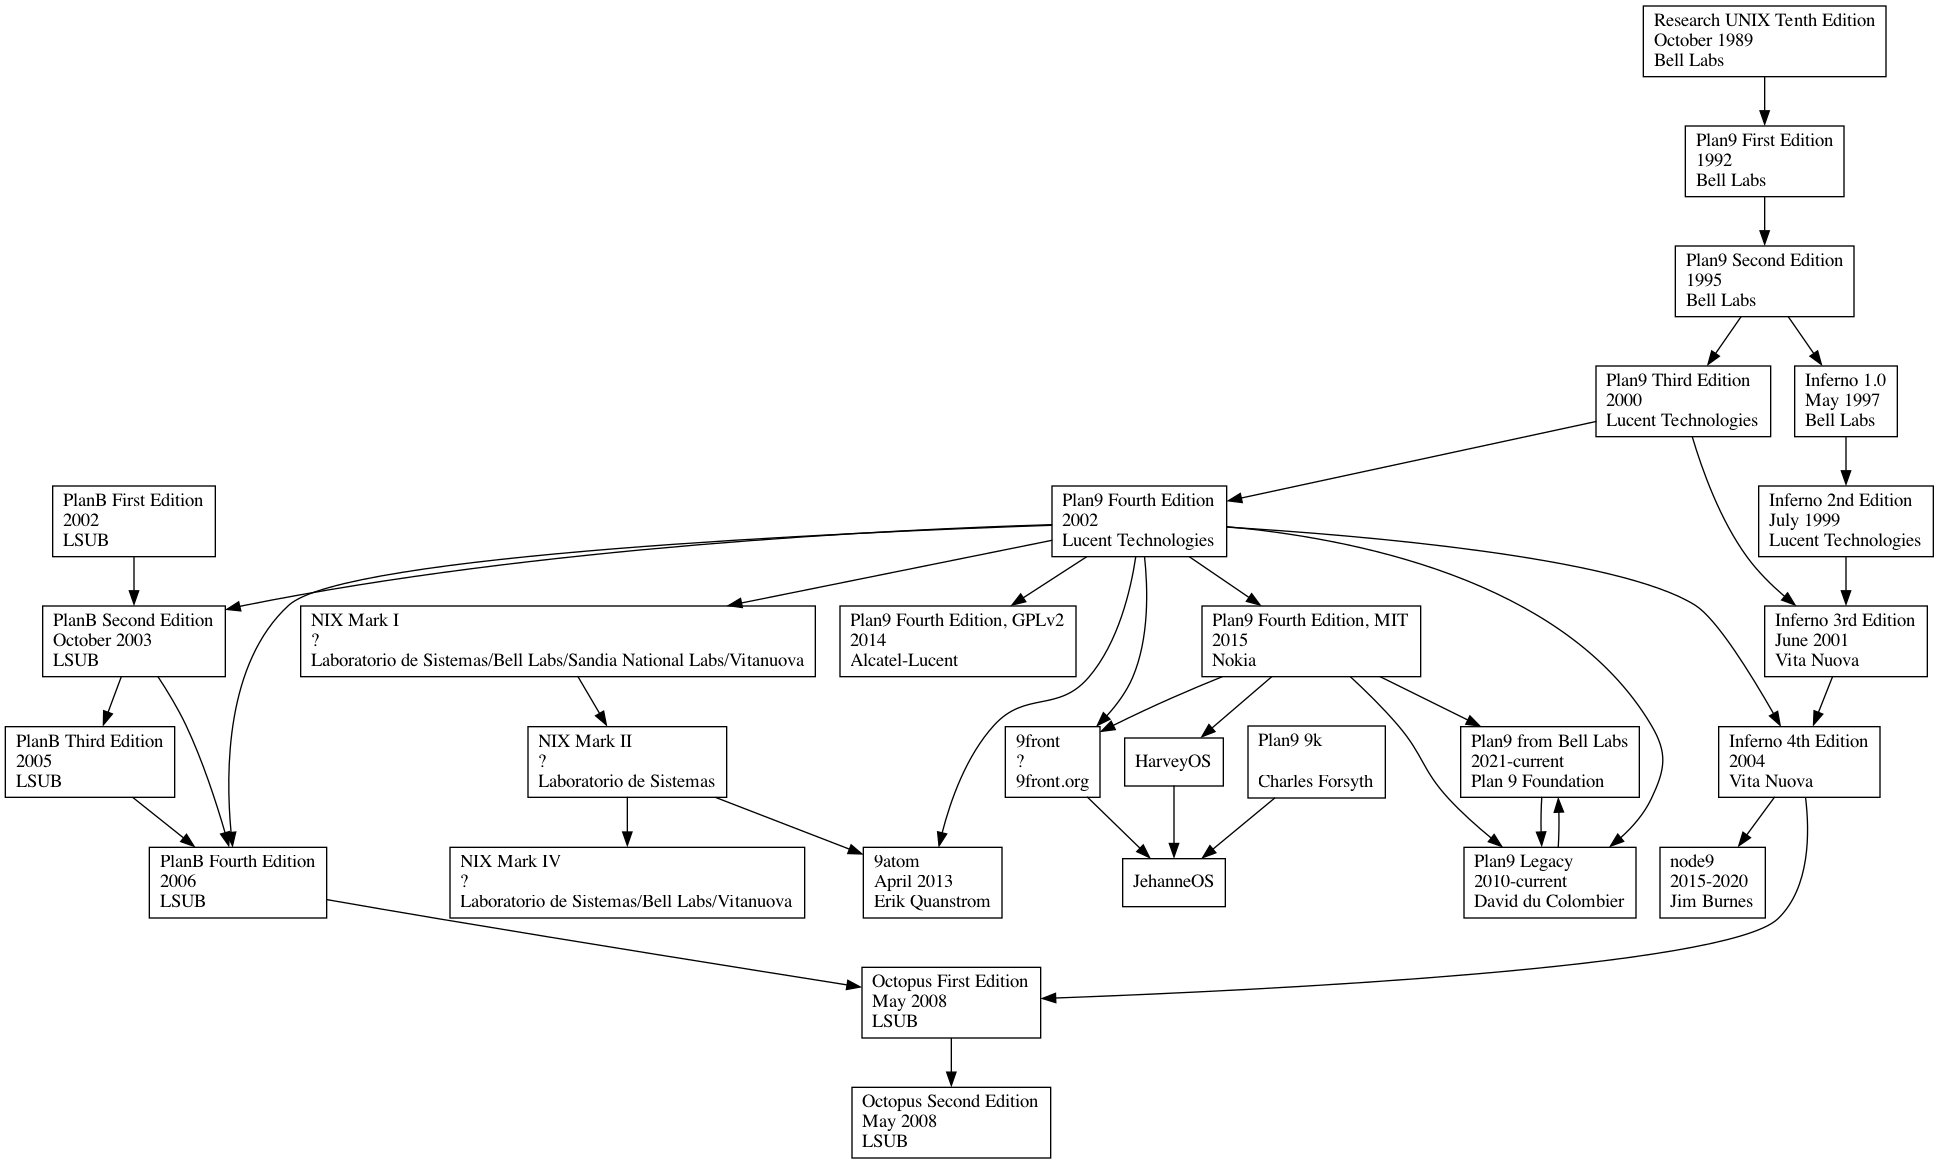 Research UNIX Tenth Edition
October 1989
Bell Labs
Plan9 First Edition
1992
Bell Labs
Plan9 Second Edition
1995
Bell Labs
Plan9 Third Edition
2000
Lucent Technologies
Inferno 1.0
May 1997
Bell Labs
PlanB First Edition
2002
LSUB
Plan9 Fourth Edition
2002
Lucent Technologies
Inferno 2nd Edition
July 1999
Lucent Technologies
PlanB Second Edition
October 2003
LSUB
NIX Mark I
?
Laboratorio de Sistemas/Bell Labs/Sandia National Labs/Vitanuova
Plan9 Fourth Edition, GPLv2
2014
Alcatel-Lucent
Plan9 Fourth Edition, MIT
2015
Nokia
Inferno 3rd Edition
June 2001
Vita Nuova
PlanB Third Edition
2005
LSUB
NIX Mark II
?
Laboratorio de Sistemas
9front
?
9front.org
HarveyOS
Plan9 9k
Charles Forsyth
Plan9 from Bell Labs
2021-current
Plan 9 Foundation
Inferno 4th Edition
2004
Vita Nuova
PlanB Fourth Edition
2006
LSUB
NIX Mark IV
?
Laboratorio de Sistemas/Bell Labs/Vitanuova
9atom
April 2013
Erik Quanstrom
JehanneOS
Plan9 Legacy
2010-current
David du Colombier
node9
2015-2020
Jim Burnes
Octopus First Edition
May 2008
LSUB
Octopus Second Edition
May 2008
LSUB